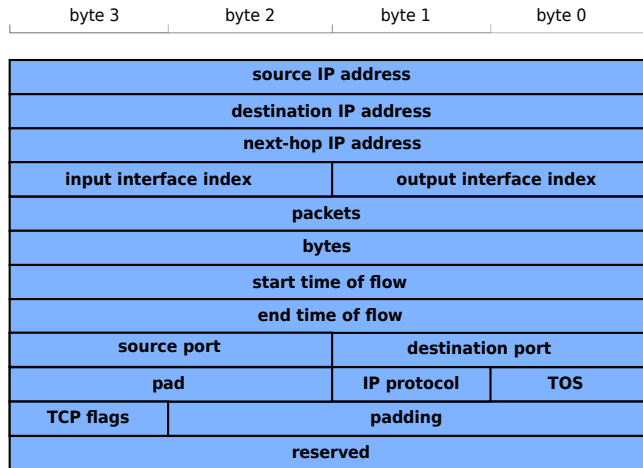 byte 3 byte 2 byte 1 byte 0
source IP address
destination IP address
next-hop IP address
input interface index output interface index
packets
bytes
start time of flow
end time of flow
source port destination port
pad IP protocol TOS
TCP flags padding
reserved